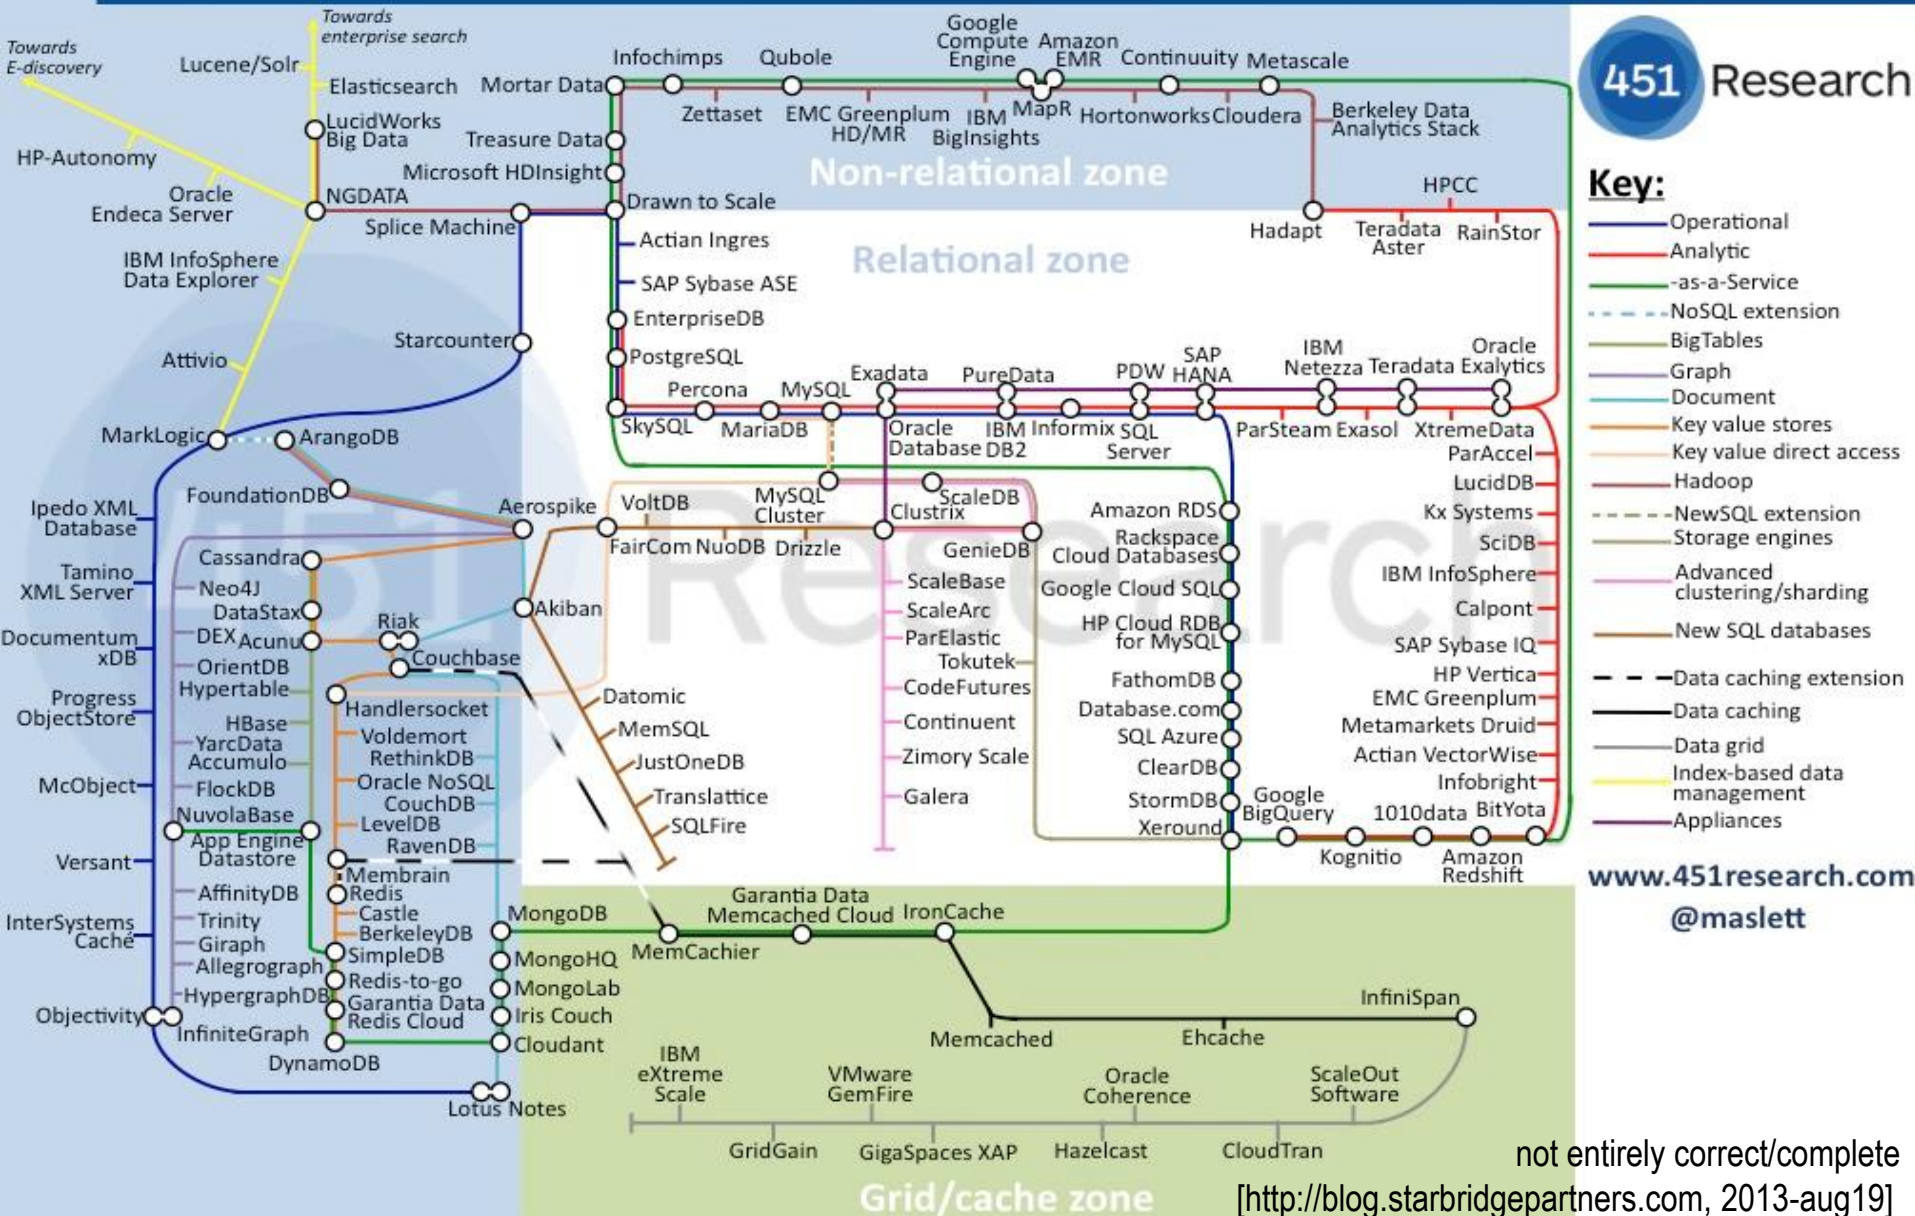 Towards
enterprise search
Towards
E-discovery
Lucene/Solr
Elasticsearch
LucidWorks
Big Data
HP-Autonomy
Oracle
Endeca Server
NGDATA
IBM InfoSphere
Data Explorer
Attivio
MarkLogic
ArangoDB
FoundationDB
Splice Machine
Starcounter
Infochimps
Qubole
Google
Compute
Engine
Amazon
EMR
Continuuity
Metascale
Mortar Data
Zettaset
EMC Greenplum
HD/MR
IBM
BigInsights
MapR
Hortonworks
Cloudera
Berkeley Data
Analytics Stack
Treasure Data
Microsoft HDInsight
Non-relational zone
Drawn to Scale
HPCC
Hadapt
Teradata
Aster
RainStor
Relational zone
Actian Ingres
SAP Sybase ASE
EnterpriseDB
PostgreSQL
Percona
MySQL
Exadata
PureData
PDW
SAP
HANA
IBM
Netezza
Teradata
Oracle
Exalytics
SkySQL
MariaDB
Oracle
Database
IBM
DB2
Informix
SQL
Server
ParSteam
Exasol
XtremeData
ParAccel
LucidDB
Kx Systems
SciDB
IBM InfoSphere
Calpont
SAP Sybase IQ
HP Vertica
EMC Greenplum
Metamarkets Druid
Actian VectorWise
Infobright
Aerospike
VoltDB
MySQL
Cluster
ScaleDB
Clustrix
FairCom
NuoDB
Drizzle
GenieDB
Akiban
ScaleBase
ScaleArc
ParElastic
Tokutek
CodeFutures
Continuent
Zimory Scale
Galera
Amazon RDS
Rackspace
Cloud Databases
Google Cloud SQL
HP Cloud RDB
for MySQL
FathomDB
Database.com
SQL Azure
ClearDB
StormDB
Xeround
Google
BigQuery
1010data
BitYota
Kognitio
Amazon
Redshift
Datomic
MemSQL
JustOneDB
Translattice
SQLFire
451 Research
Ipedo XML
Database
Tamino
XML Server
Documentum
xDB
Progress
ObjectStore
McObject
Versant
InterSystems
Caché
Objectivity
Cassandra
Neo4J
DataStax
DEX
Acunu
Riak
OrientDB
Couchbase
Hypertable
Handlersocket
HBase
Voldemort
YarcData
RethinkDB
Accumulo
Oracle NoSQL
FlockDB
CouchDB
NuvolaBase
LevelDB
App Engine
Datastore
RavenDB
Membrain
AffinityDB
Redis
Castle
Trinity
BerkeleyDB
Giraph
SimpleDB
Allegrograph
Redis-to-go
HypergraphDB
Garantia Data
Redis Cloud
InfiniteGraph
DynamoDB
MongoDB
MongoHQ
MongoLab
Iris Couch
Cloudant
Lotus Notes
Garantia Data
Memcached Cloud
IronCache
MemCachier
InfiniSpan
Memcached
Ehcache
IBM
eXtreme
Scale
VMware
GemFire
Oracle
Coherence
ScaleOut
Software
GridGain
GigaSpaces XAP
Hazelcast
CloudTran
Grid/cache zone
451 Research
Key:
Operational
Analytic
-as-a-Service
NoSQL extension
BigTables
Graph
Document
Key value stores
Key value direct access
Hadoop
NewSQL extension
Storage engines
Advanced
clustering/sharding
New SQL databases
Data caching extension
Data caching
Data grid
Index-based data
management
Appliances
www.451research.com
@maslett
not entirely correct/complete
[http://blog.starbridgepartners.com, 2013-aug19]